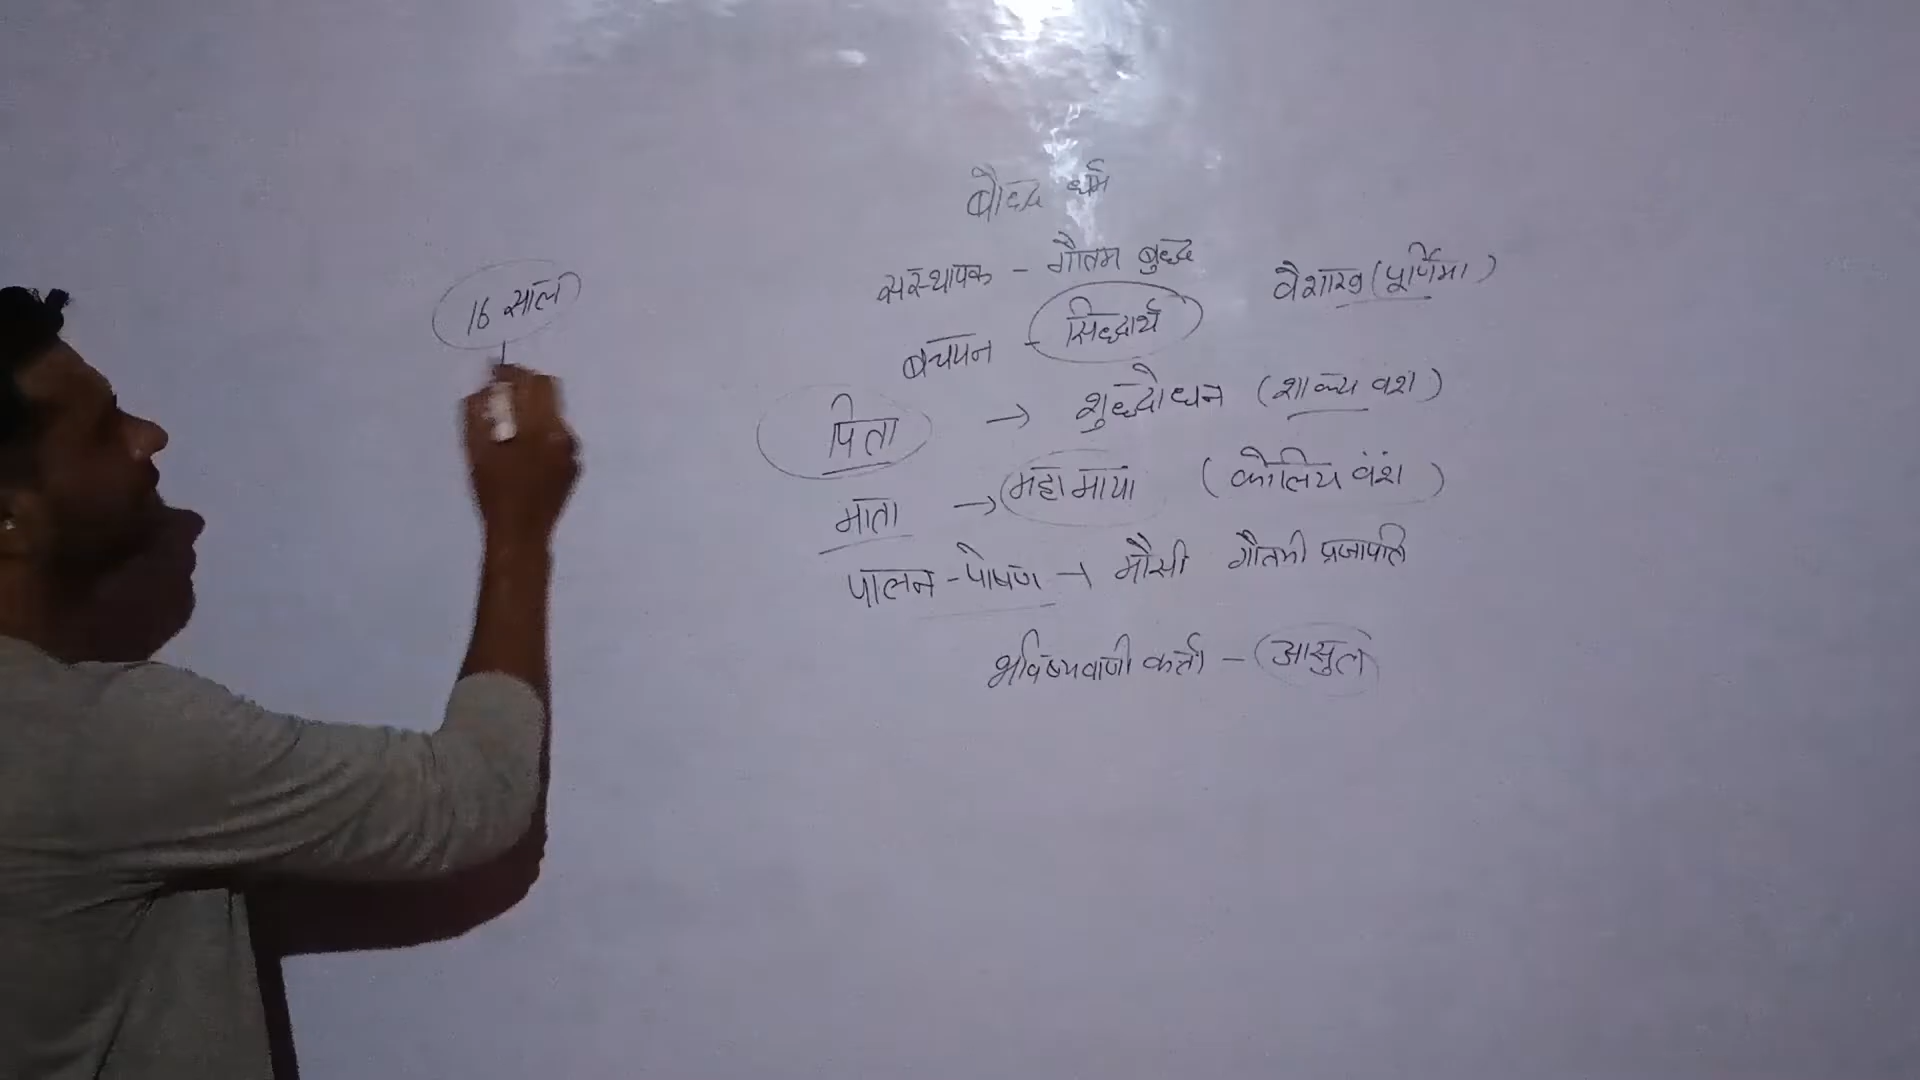 बौद्ध धर्म
संस्थापक - गौतम बुद्ध
वैशाख (पूर्णिमा)
बचपन - सिद्धार्थ
पिता → शुद्धोधन (शाक्य वंश)
माता → महामाया (कोलिय वंश)
पालन-पोषण → मौसी गौतमी प्रजापति
भविष्यवाणी कर्ता - आसुल
16 साल